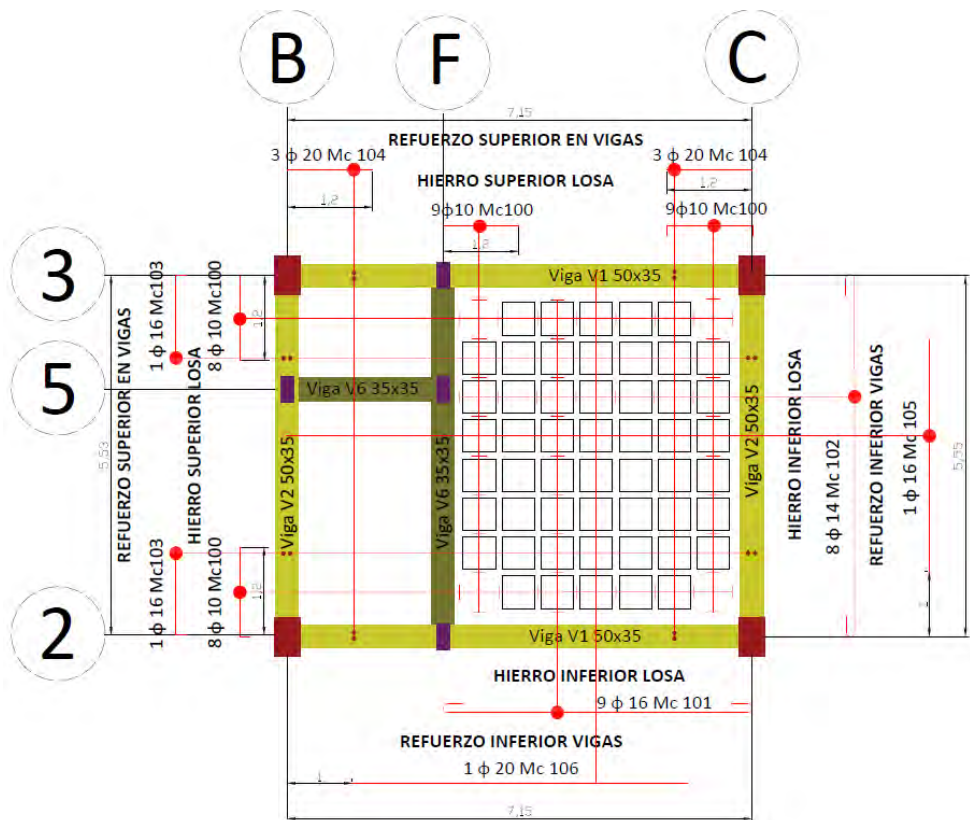 B
F
C
7,15
REFUERZO SUPERIOR EN VIGAS
3 ϕ 20 Mc 104
3 ϕ 20 Mc 104
HIERRO SUPERIOR LOSA
1,2
1,2
9ϕ10 Mc100
9ϕ10 Mc100
1,2
3
Viga V1 50x35
1 ϕ 16 Mc103
8 ϕ 10 Mc100
1,2
5
Viga V6 35x35
REFUERZO SUPERIOR EN VIGAS
HIERRO SUPERIOR LOSA
5,53
Viga V2 50x35
Viga V6 35x35
Viga V2 50x35
HIERRO INFERIOR LOSA
8 ϕ 14 Mc 102
REFUERZO INFERIOR VIGAS
1 ϕ 16 Mc 105
5,55
1 ϕ 16 Mc103
8 ϕ 10 Mc100
1,2
1
2
Viga V1 50x35
HIERRO INFERIOR LOSA
9 ϕ 16 Mc 101
REFUERZO INFERIOR VIGAS
1 ϕ 20 Mc 106
1
7,15